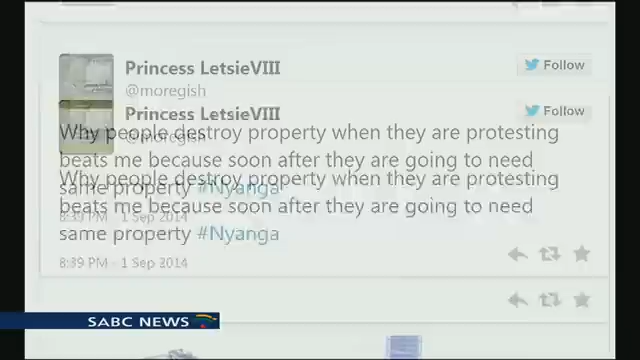 Princess LetsieVIII
Follow
@moregish
Princess LetsieVIII
Follow
@moregish
Why people destroy property when they are protesting
beats me because soon after they are going to need
same property #Nyanga
8:39 PM - 1 Sep 2014
Why people destroy property when they are protesting
beats me because soon after they are going to need
same property #Nyanga
8:39 PM - 1 Sep 2014
SABC NEWS